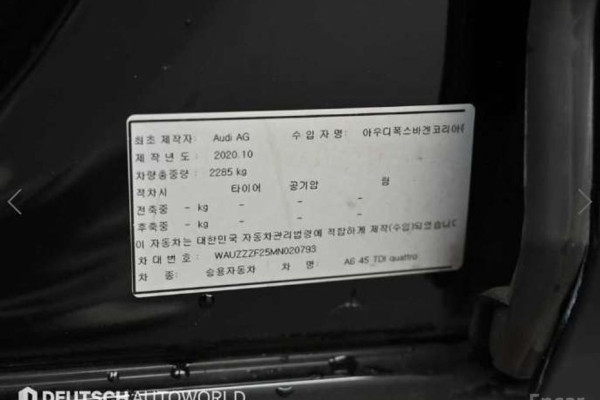 최초 제작자: Audi AG 수 입 자 명: 아우디폭스바겐코리아(
제 작 년 도 : 2020.10
차량총중량 : 2285 kg
적차시 타이어 공기압 림
전축중 - kg - - -
후축중 - kg - - -
이 자동차는 대한민국 자동차관리법령에 적합하게 제작(수입)되었습니다
차 대 번 호 : WAUZZZF25MN020793
차 종: 승용자동차 차 명: A6 45 TDI quattro
DEUTSCH AUTOWORLD
Encar